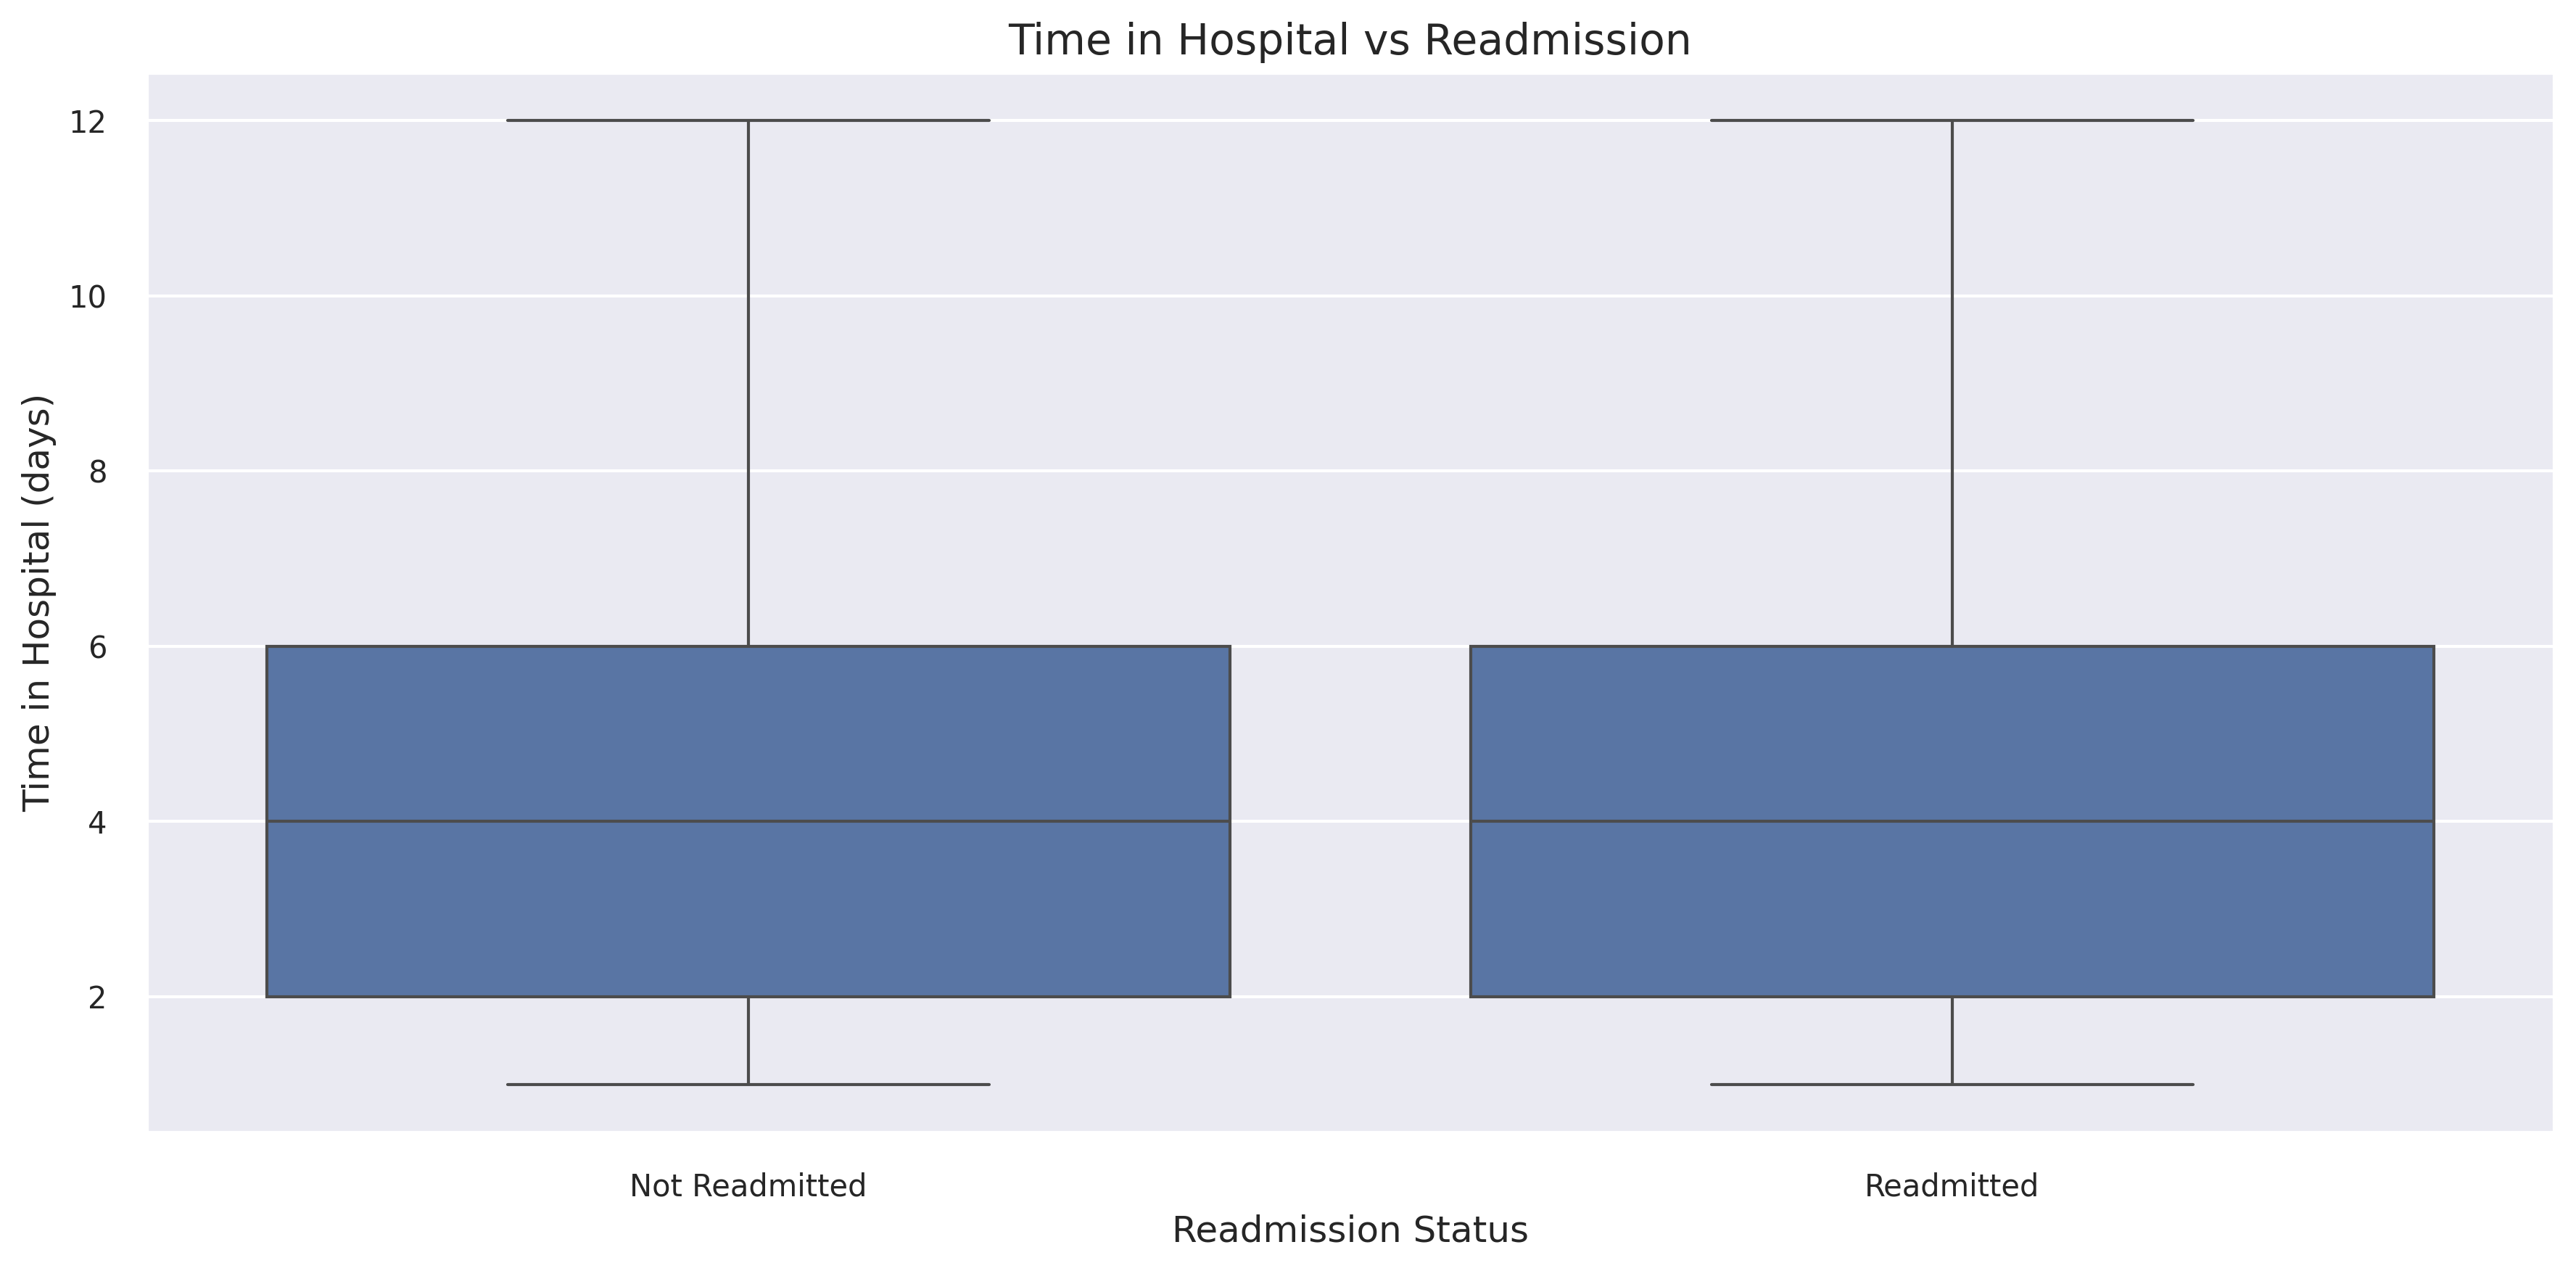 Time in Hospital vs Readmission
Time in Hospital (days)
12
10
8
6
4
2
Not Readmitted
Readmitted
Readmission Status